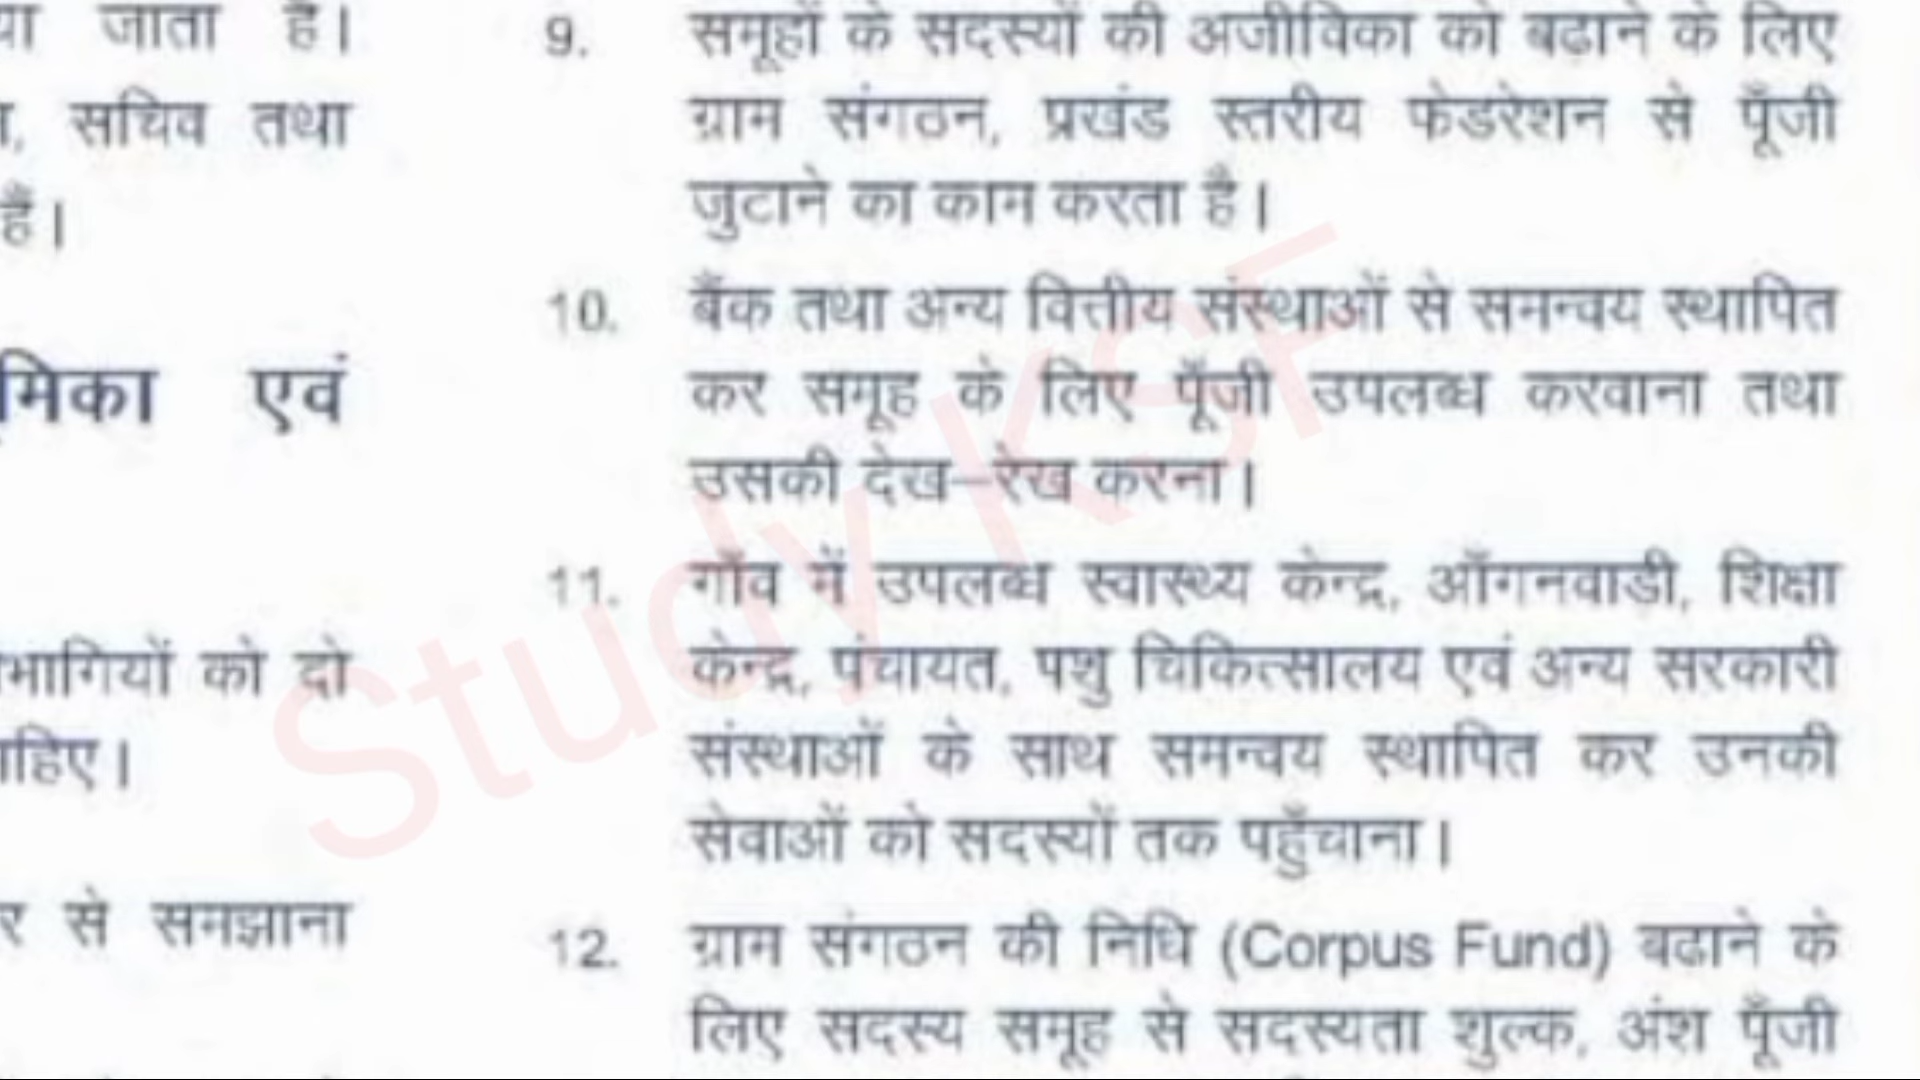 जाता है।
सचिव तथा
हैं।
एवं
को दो
से समझाना
9. समूहों के सदस्यों की अजीविका को बढाने के लिए
ग्राम संगठन, प्रखंड स्तरीय फेडरेशन से पूँजी
जुटाने का काम करता है।
10. बैंक तथा अन्य वित्तीय संस्थाओं से समन्वय स्थापित
कर समूह के लिए पूँजी उपलब्ध करवाना तथा
उसकी देख–रेख करना।
11. गाँव में उपलब्ध स्वास्थ्य केन्द्र, आँगनवाडी, शिक्षा
केन्द्र, पंचायत, पशु चिकित्सालय एवं अन्य सरकारी
संस्थाओं के साथ समन्वय स्थापित कर उनकी
सेवाओं को सदस्यों तक पहुँचाना।
12. ग्राम संगठन की निधि (Corpus Fund) बढाने के
लिए सदस्य समूह से सदस्यता शुल्क, अंश पूँजी
Study KSF